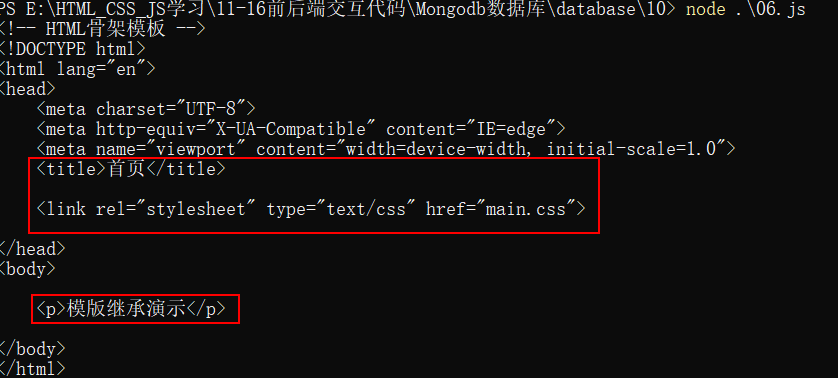 PS E:\HTML_CSS_JS学习\11-16前后端交互代码\Mongodb数据库\database\10> node .\06.js
<!-- HTML骨架模板 -->
<!DOCTYPE html>
<html lang="en">
<head>
    <meta charset="UTF-8">
    <meta http-equiv="X-UA-Compatible" content="IE=edge">
    <meta name="viewport" content="width=device-width, initial-scale=1.0">
    <title>首页</title>
    <link rel="stylesheet" type="text/css" href="main.css">
</head>
<body>
    <p>模版继承演示</p>
</body>
</html>